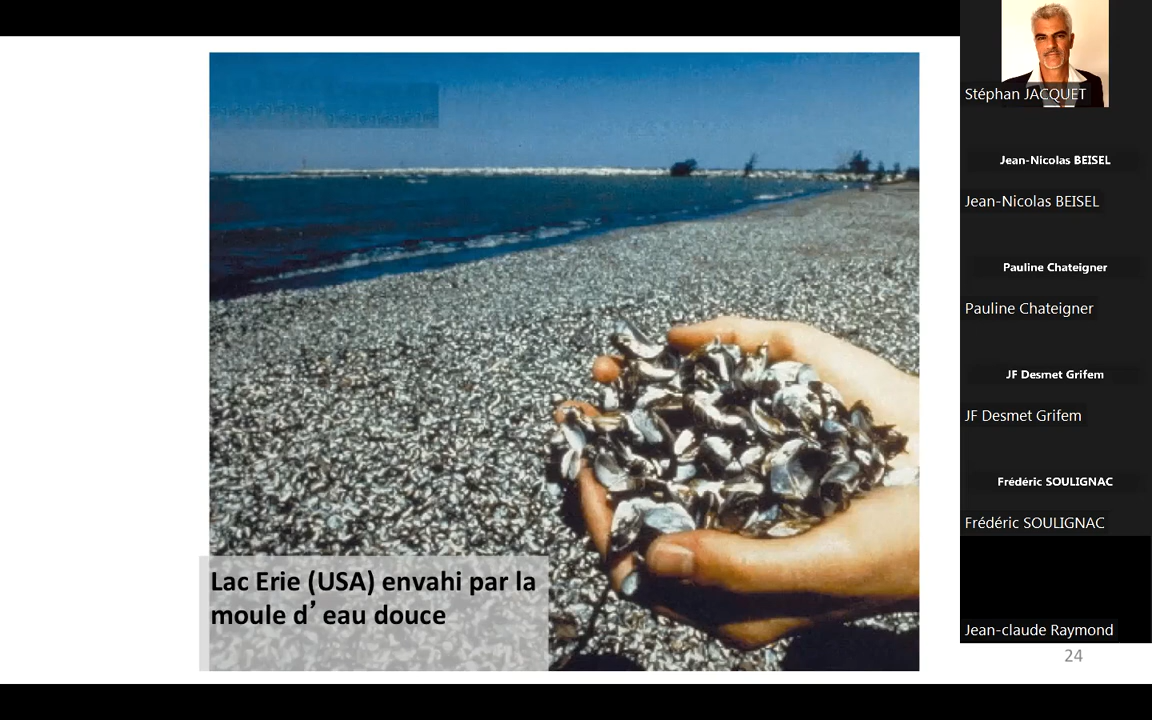 Lac Erie (USA) envahi par la
moule d’ eau douce
Stéphan JACQUET
Jean-Nicolas BEISEL
Jean-Nicolas BEISEL
Pauline Chateigner
Pauline Chateigner
JF Desmet Grifem
JF Desmet Grifem
Frédéric SOULIGNAC
Frédéric SOULIGNAC
Jean-claude Raymond
24